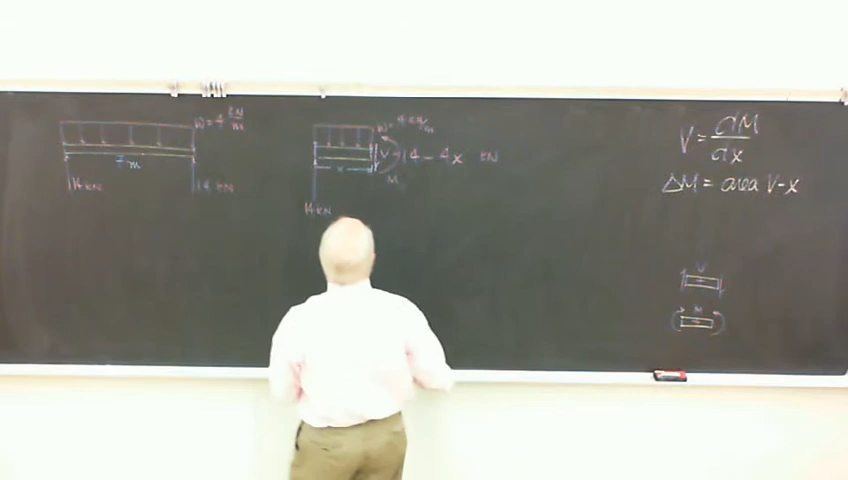 w = 4 kN/m
7 m
14 kN
14 kN
w = 4 kN/m
V = 14 - 4x kN
x
M
14 kN
V = dM/dx
ΔM = area V-x
V
+
M
+